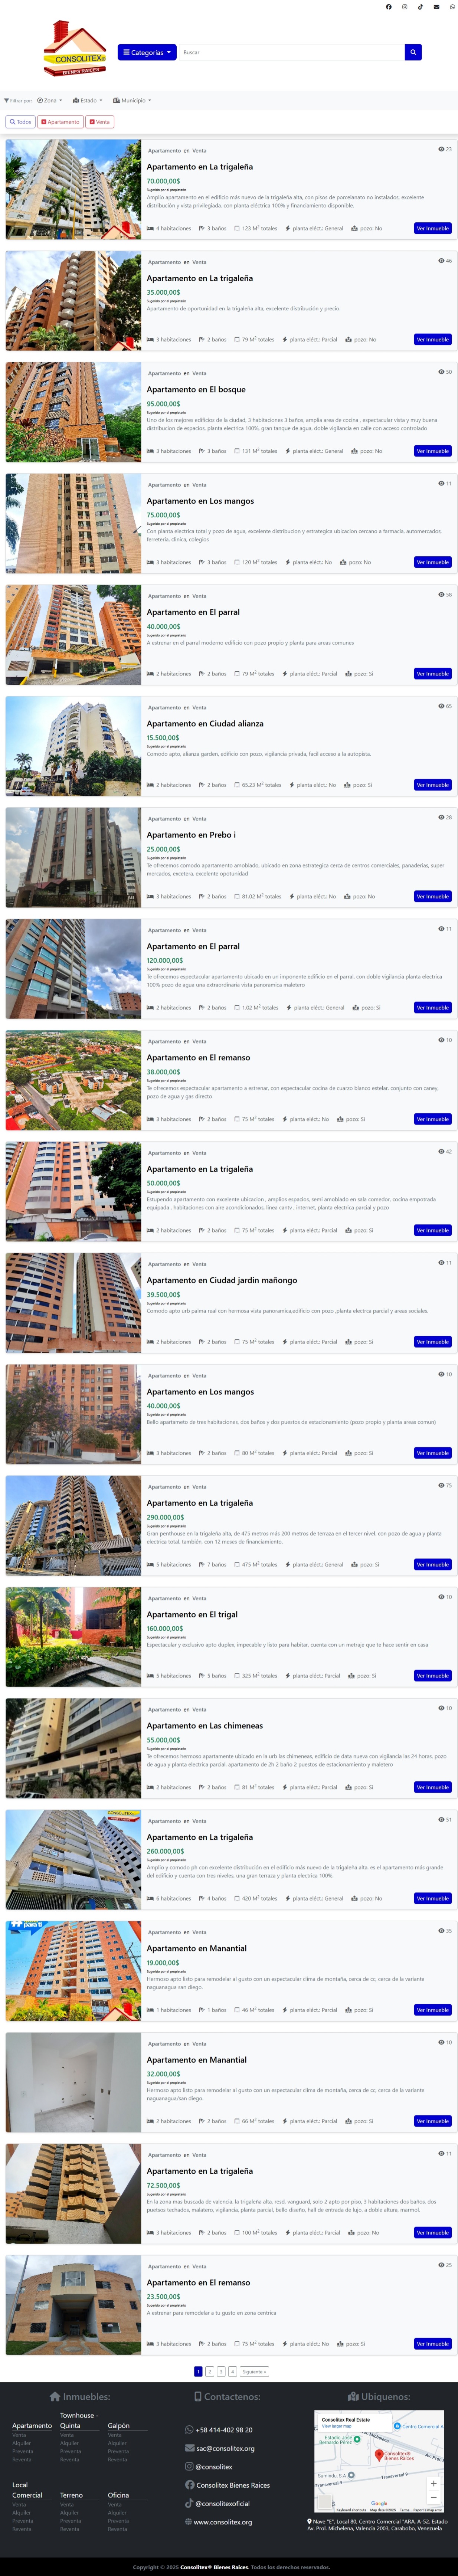 CONSOLITEX
BIENES RAICES
Categorías
Buscar
Filtrar por:
Zona
Estado
Municipio
Todos
Apartamento
Venta
Apartamento en Venta
23
Apartamento en La trigaleña
70.000,00$
Sugerido por el propietario
Amplio apartamento en el edificio más nuevo de la trigaleña alta, con pisos de porcelanato no instalados, excelente
distribución y vista privilegiada, con planta eléctrica 100% y financiamiento disponible.
4 habitaciones 3 baños 123 M2 totales planta eléct.: General pozo: No
Ver Inmueble
Apartamento en Venta
46
Apartamento en La trigaleña
35.000,00$
Sugerido por el propietario
Apartamento de oportunidad en la trigaleña alta, excelente distribución y precio.
3 habitaciones 2 baños 79 M2 totales planta eléct.: Parcial pozo: No
Ver Inmueble
Apartamento en Venta
50
Apartamento en El bosque
95.000,00$
Sugerido por el propietario
Uno de los mejores edificios de la ciudad, 3 habitaciones 3 baños, amplia area de cocina , espectacular vista y muy buena
distribucion de espacios, planta electrica 100%, gran tanque de agua, doble vigilancia en calle con acceso controlado
3 habitaciones 3 baños 131 M2 totales planta eléct.: General pozo: No
Ver Inmueble
Apartamento en Venta
11
Apartamento en Los mangos
75.000,00$
Sugerido por el propietario
Con planta electrica total y pozo de agua, excelente distribucion y estrategica ubicacion cercano a farmacia, automercados,
ferreteria, clinica, colegios
3 habitaciones 3 baños 120 M2 totales planta eléct.: No pozo: No
Ver Inmueble
Apartamento en Venta
58
Apartamento en El parral
40.000,00$
Sugerido por el propietario
A estrenar en el parral moderno edificio con pozo propio y planta para areas comunes
2 habitaciones 2 baños 79 M2 totales planta eléct.: Parcial pozo: Sí
Ver Inmueble
Apartamento en Venta
65
Apartamento en Ciudad alianza
15.500,00$
Sugerido por el propietario
Comodo apto, alianza garden, edificio con pozo, vigilancia privada, facil acceso a la autopista.
2 habitaciones 2 baños 65.23 M2 totales planta eléct.: No pozo: Sí
Ver Inmueble
Apartamento en Venta
28
Apartamento en Prebo i
25.000,00$
Sugerido por el propietario
Te ofrecemos comodo apartamento amoblado, ubicado en zona estrategica cerca de centros comerciales, panaderias, super
mercados, excetera. excelente oportunidad
3 habitaciones 2 baños 81.02 M2 totales planta eléct.: No pozo: No
Ver Inmueble
Apartamento en Venta
11
Apartamento en El parral
120.000,00$
Sugerido por el propietario
Te ofrecemos espectacular apartamento ubicado en un imponente edificio en el parral, con doble vigilancia planta electrica
100% pozo de agua una extraordinaria vista panoramica maletero
2 habitaciones 2 baños 1.02 M2 totales planta eléct.: General pozo: Sí
Ver Inmueble
Apartamento en Venta
10
Apartamento en El remanso
38.000,00$
Sugerido por el propietario
Te ofrecemos espectacular apartamento a estrenar, con espectacular cocina de cuarzo blanco estelar. conjunto con caney,
pozo de agua y gas directo
3 habitaciones 2 baños 75 M2 totales planta eléct.: No pozo: Sí
Ver Inmueble
Apartamento en Venta
42
Apartamento en La trigaleña
50.000,00$
Sugerido por el propietario
Estupendo apartamento con excelente ubicacion , amplios espacios, semi amoblado en sala comedor, cocina empotrada
equipada , habitaciones con aire acondicionados, linea cantv , internet, planta electrica parcial y pozo
2 habitaciones 2 baños 75 M2 totales planta eléct.: Parcial pozo: Sí
Ver Inmueble
Apartamento en Venta
11
Apartamento en Ciudad jardin mañongo
39.500,00$
Sugerido por el propietario
Comodo apto urb palma real con hermosa vista panoramica,edificio con pozo ,planta electrica parcial y areas sociales.
2 habitaciones 2 baños 75 M2 totales planta eléct.: Parcial pozo: Sí
Ver Inmueble
Apartamento en Venta
10
Apartamento en Los mangos
40.000,00$
Sugerido por el propietario
Bello apartameto de tres habitaciones, dos baños y dos puestos de estacionamiento (pozo propio y planta areas comun)
3 habitaciones 2 baños 80 M2 totales planta eléct.: Parcial pozo: Sí
Ver Inmueble
Apartamento en Venta
75
Apartamento en La trigaleña
290.000,00$
Sugerido por el propietario
Gran penthouse en la trigaleña alta, de 475 metros más 200 metros de terraza en el tercer nivel. con pozo de agua y planta
electrica total. también, con 12 meses de financiamiento.
5 habitaciones 7 baños 475 M2 totales planta eléct.: General pozo: Sí
Ver Inmueble
Apartamento en Venta
10
Apartamento en El trigal
160.000,00$
Sugerido por el propietario
Espectacular y exclusivo apto duplex, impecable y listo para habitar, cuenta con un metraje que te hace sentir en casa
5 habitaciones 5 baños 325 M2 totales planta eléct.: Parcial pozo: Sí
Ver Inmueble
Apartamento en Venta
10
Apartamento en Las chimeneas
55.000,00$
Sugerido por el propietario
Te ofrecemos hermoso apartamento ubicado en la urb las chimeneas, edificio de data nueva con vigilancia las 24 horas, pozo
de agua y planta electrica parcial. apartamento de 2h 2 baño 2 puestos de estacionamiento y maletero
2 habitaciones 2 baños 81 M2 totales planta eléct.: Parcial pozo: Sí
Ver Inmueble
Apartamento en Venta
51
Apartamento en La trigaleña
260.000,00$
Sugerido por el propietario
Amplio y comodo ph con excelente distribución en el edificio más nuevo de la trigaleña alta. es el apartamento más grande
del edificio y cuenta con tres niveles, una gran terraza y planta electrica 100%.
6 habitaciones 4 baños 420 M2 totales planta eléct.: General pozo: No
Ver Inmueble
para ti
Apartamento en Venta
35
Apartamento en Manantial
19.000,00$
Sugerido por el propietario
Hermoso apto listo para remodelar al gusto con un espectacular clima de montaña, cerca de cc, cerca de la variante
naguanagua san diego.
1 habitaciones 1 baños 46 M2 totales planta eléct.: Parcial pozo: Sí
Ver Inmueble
Apartamento en Venta
10
Apartamento en Manantial
32.000,00$
Sugerido por el propietario
Hermoso apto listo para remodelar al gusto con un espectacular clima de montaña, cerca de cc, cerca de la variante
naguanagua/san diego.
2 habitaciones 2 baños 66 M2 totales planta eléct.: Parcial pozo: Sí
Ver Inmueble
Apartamento en Venta
11
Apartamento en La trigaleña
72.500,00$
Sugerido por el propietario
En la zona mas buscada de valencia. la trigaleña alta, resd. vanguard, solo 2 apto por piso, 3 habitaciones dos baños, dos
puertsos techados, maletero, vigilancia, planta parcial, bello diseño, hall de entrada de lujo, a doble altura, marmol.
3 habitaciones 2 baños 100 M2 totales planta eléct.: Parcial pozo: No
Ver Inmueble
Apartamento en Venta
25
Apartamento en El remanso
23.500,00$
Sugerido por el propietario
A estrenar para remodelar a tu gusto en zona centrica
3 habitaciones 2 baños 75 M2 totales planta eléct.: No pozo: Sí
Ver Inmueble
1 2 3 4 Siguiente »
Inmuebles:
Apartamento
Venta
Alquiler
Preventa
Reventa
Townhouse -
Quinta
Venta
Alquiler
Preventa
Reventa
Galpón
Venta
Alquiler
Preventa
Reventa
Local
Comercial
Venta
Alquiler
Preventa
Reventa
Terreno
Venta
Alquiler
Preventa
Reventa
Oficina
Venta
Alquiler
Preventa
Reventa
Contactenos:
+58 414-402 98 20
sac@consolitex.org
@consolitex
Consolitex Bienes Raices
@consolitexoficial
www.consolitex.org
Ubiquenos:
Consolitex Real Estate
View larger map
Centro Comercial A
Estadio José
Bernardo Pérez
Consolitex®
Bienes Raices
Sumindu, S.A
Google
Keyboard shortcuts Map data ©2025 Terms Report a map error
Nave "E", Local 80, Centro Comercial "ARA, A-52, Estado
Av. Prol. Michelena, Valencia 2003, Carabobo, Venezuela
Copyright © 2025 Consolitex® Bienes Raices. Todos los derechos reservados.